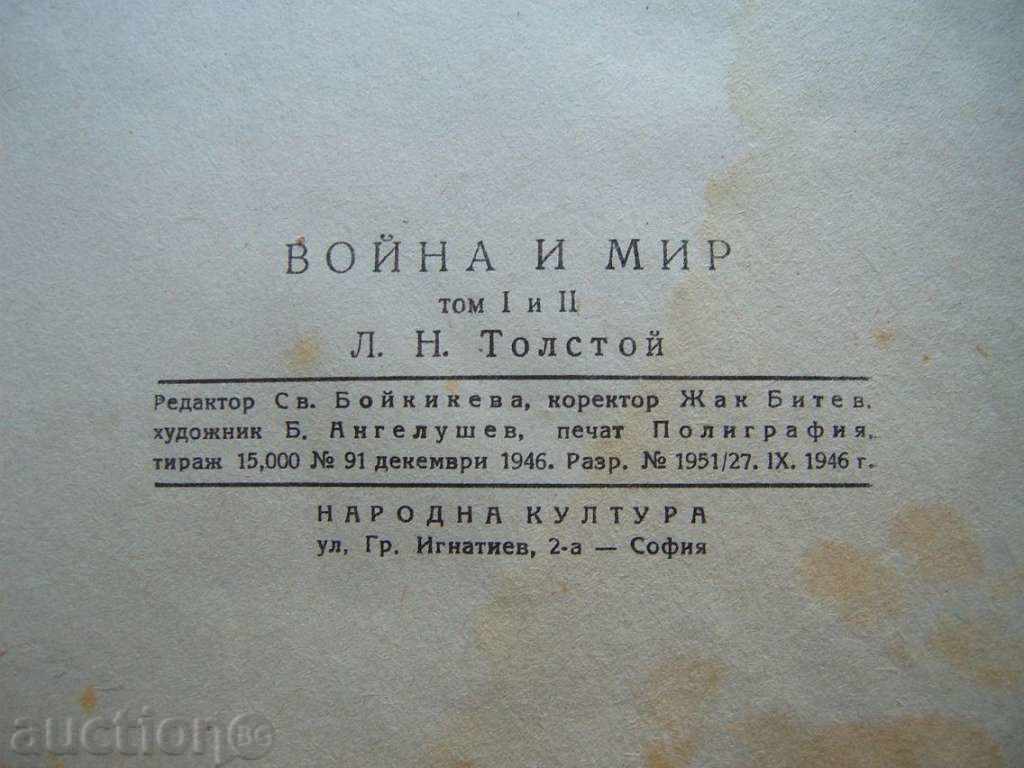 ВОЙНА И МИР
том I и II
Л. Н. Толстой
Редактор Св. Бойкикева, коректор Жак Битев.
художник Б. Ангелушев, печат Полиграфия,
тираж 15,000 № 91 декември 1946. Разр. № 1951/27. IX. 1946 г.
НАРОДНА КУЛТУРА
ул, Гр. Игнатиев, 2-а — София
auction BG